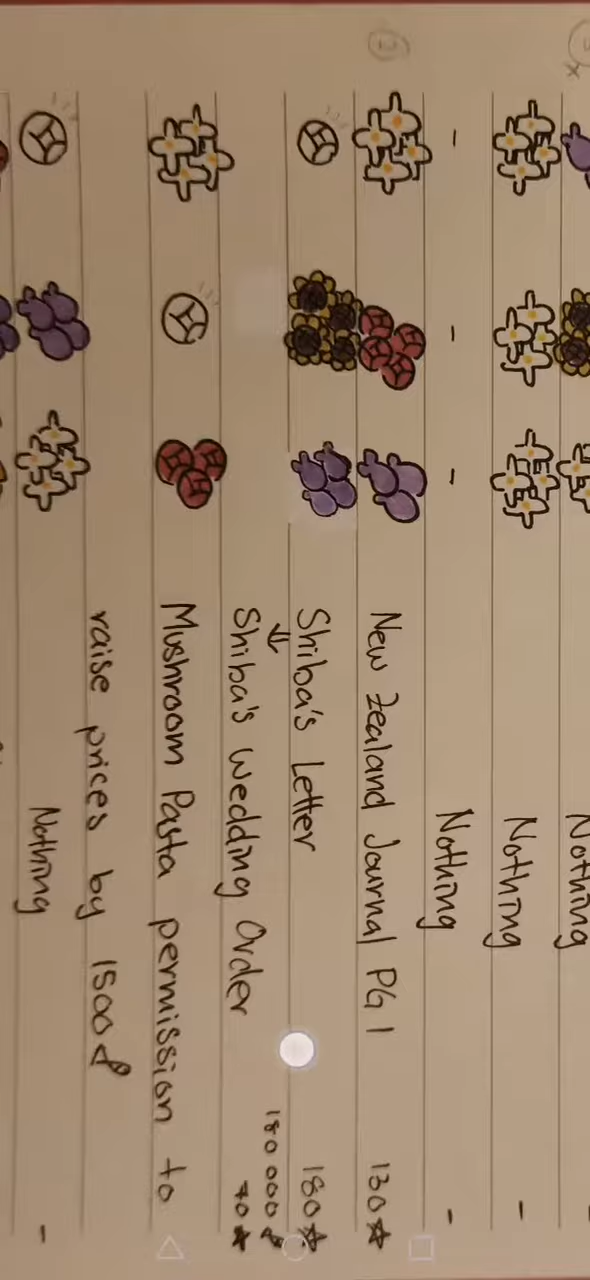 Nothing -
Nothing -
- - - Nothing -
New Zealand Journal PG 1 130☆
Shiba's Letter 180☆
⇒ 180 000
Shiba's Wedding Order 70★
Mushroom Pasta permission to
raise prices by 1500
Nothing -